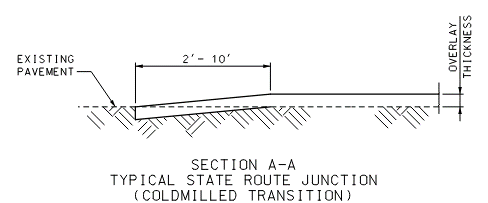 EXISTING
PAVEMENT
2'- 10'
OVERLAY
THICKNESS
SECTION A-A
TYPICAL STATE ROUTE JUNCTION
(COLDMILLED TRANSITION)